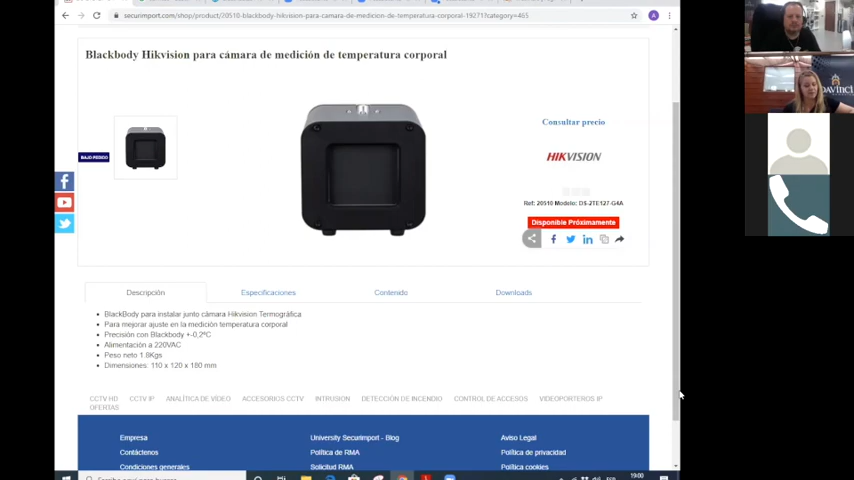 securimport.com/shop/product/20510-blackbody-hikvision-para-camara-de-medicion-de-temperatura-corporal-19271?category=465
Blackbody Hikvision para cámara de medición de temperatura corporal
Consultar precio
BAJO PEDIDO
HIKVISION
Ref: 20510 Modelo: DS-2TE127-G4A
Disponible Próximamente
Descripción
Especificaciones
Contenido
Downloads
BlackBody para instalar junto cámara Hikvision Termográfica
Para mejorar ajuste en la medición temperatura corporal
Precisión con Blackbody +-0,2ºC
Alimentación a 220VAC
Peso neto 1.8Kgs
Dimensiones: 110 x 120 x 180 mm
CCTV HD CCTV IP ANALÍTICA DE VÍDEO ACCESORIOS CCTV INTRUSION DETECCIÓN DE INCENDIO CONTROL DE ACCESOS VIDEOPORTEROS IP
OFERTAS
Empresa University Securimport - Blog Aviso Legal
Contáctenos Política de RMA Política de privacidad
Condiciones generales Solicitud RMA Política cookies
19:00